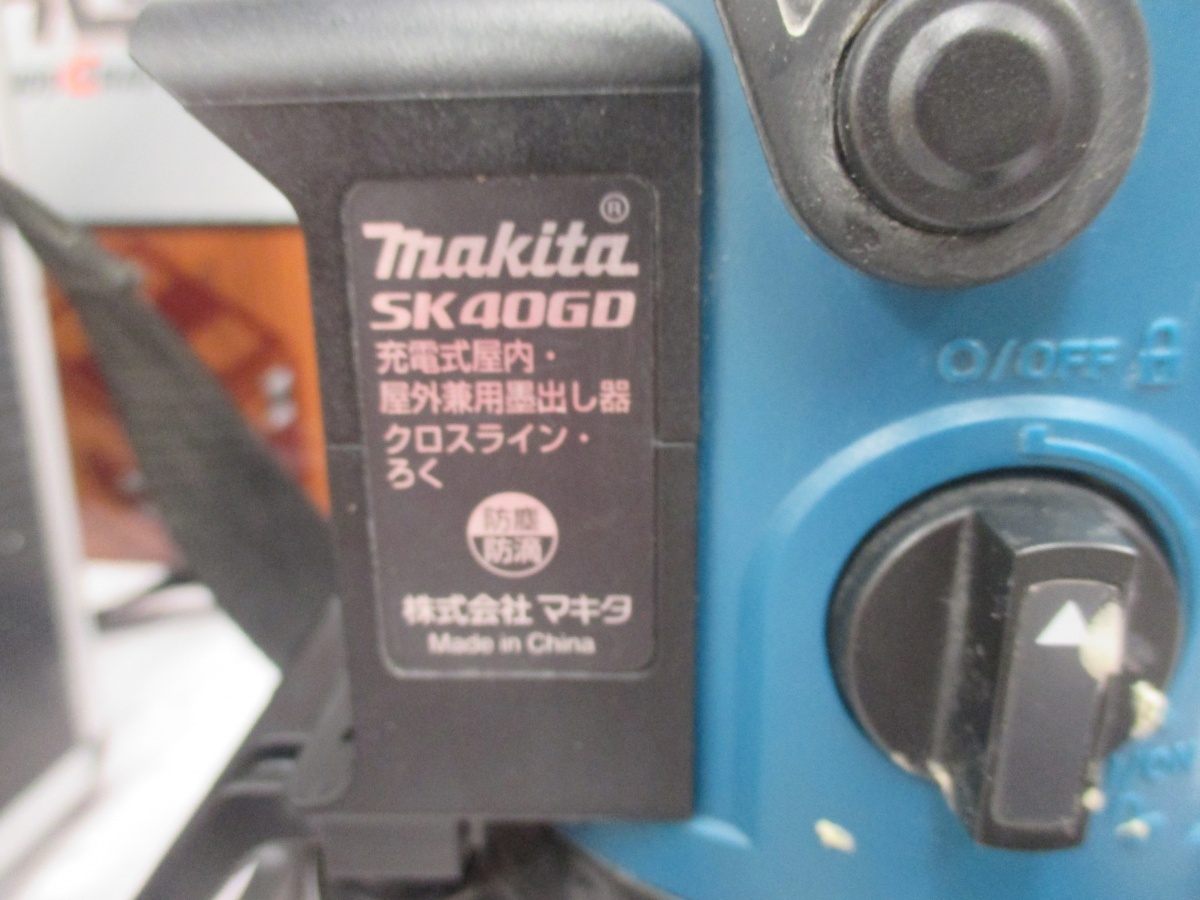 makita®
SK40GD
充電式屋内・
屋外兼用墨出し器
クロスライン・
ろく
防塵
防滴
株式会社マキタ
Made in China
O/OFF
I/ON